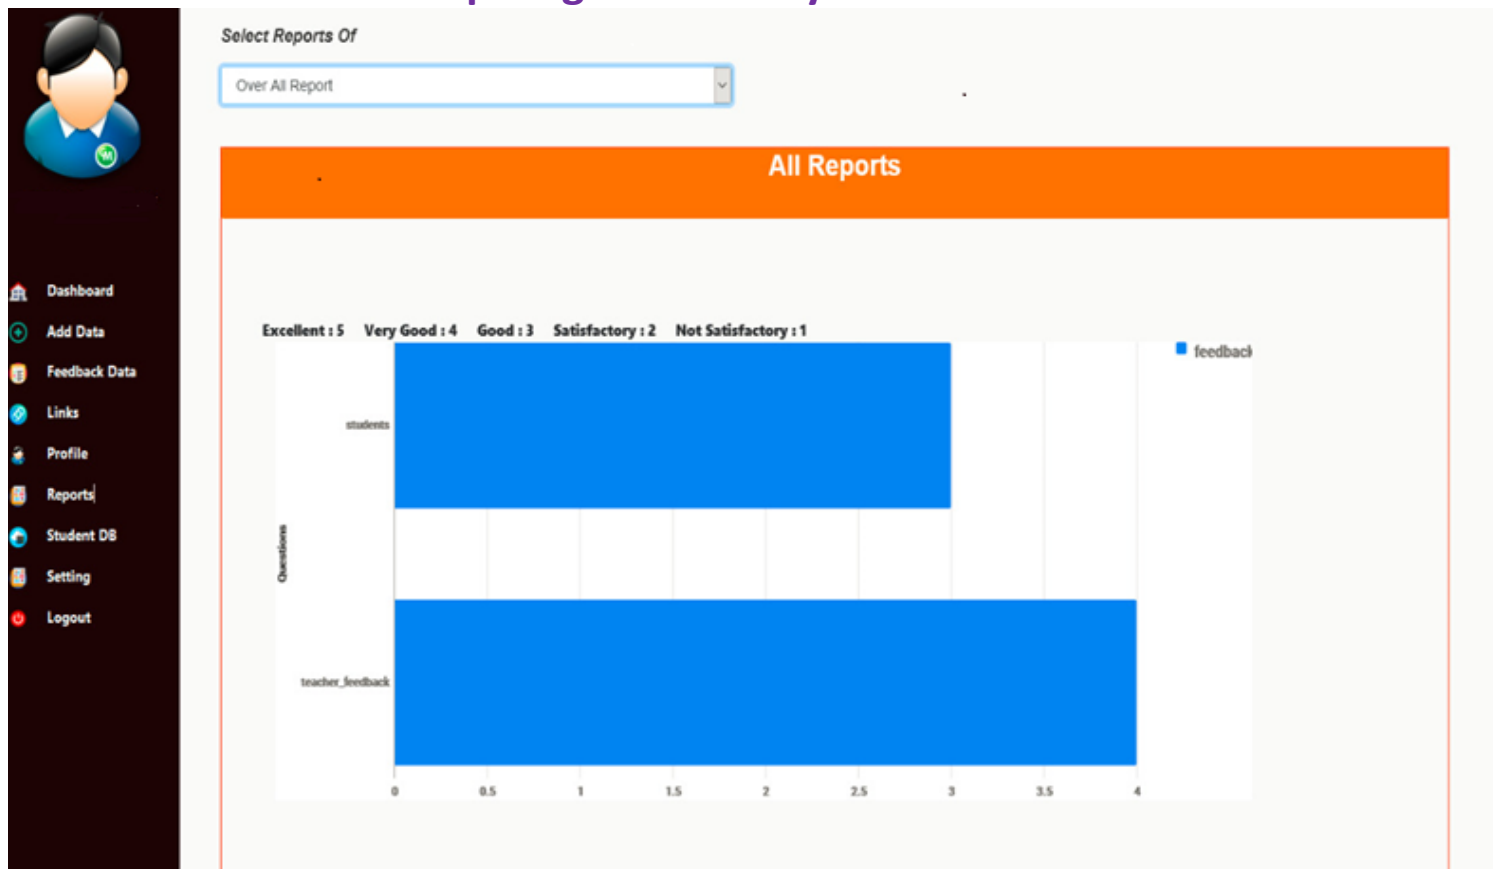 Select Reports Of
Over All Report
All Reports
Dashboard
Add Data
Feedback Data
Links
Profile
Reports
Student DB
Setting
Logout
Excellent : 5 Very Good : 4 Good : 3 Satisfactory : 2 Not Satisfactory : 1
feedback
students
Questions
teacher_feedback
0 0.5 1 1.5 2 2.5 3 3.5 4